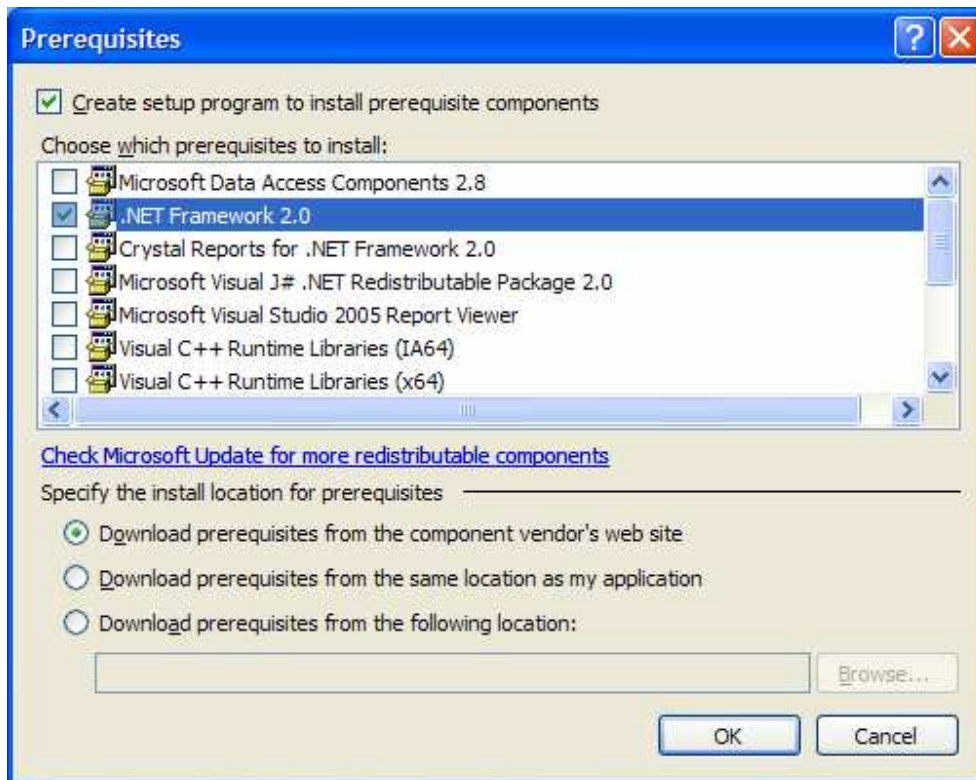 Prerequisites
Create setup program to install prerequisite components
Choose which prerequisites to install:
Microsoft Data Access Components 2.8
.NET Framework 2.0
Crystal Reports for .NET Framework 2.0
Microsoft Visual J# .NET Redistributable Package 2.0
Microsoft Visual Studio 2005 Report Viewer
Visual C++ Runtime Libraries (IA64)
Visual C++ Runtime Libraries (x64)
Check Microsoft Update for more redistributable components
Specify the install location for prerequisites
Download prerequisites from the component vendor's web site
Download prerequisites from the same location as my application
Download prerequisites from the following location:
Browse...
OK Cancel